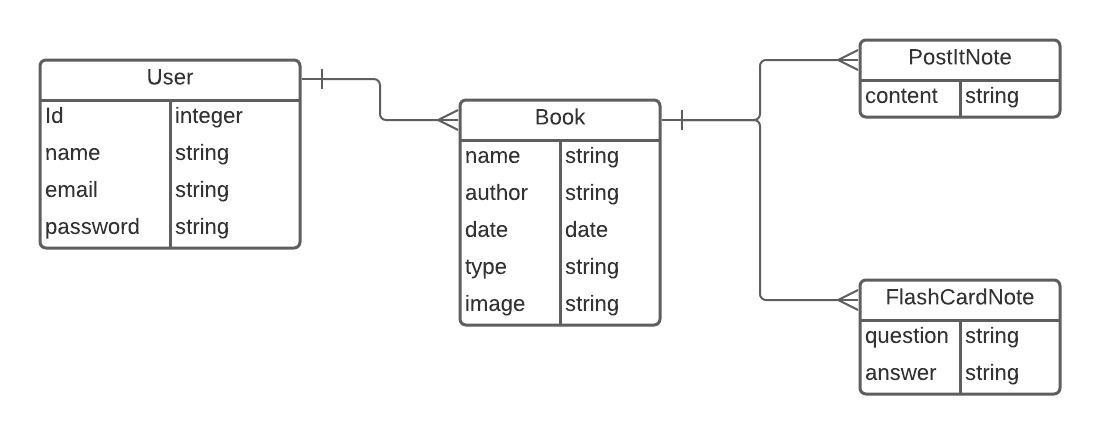 User
Id integer
name string
email string
password string
Book
name string
author string
date date
type string
image string
PostItNote
content string
FlashCardNote
question string
answer string